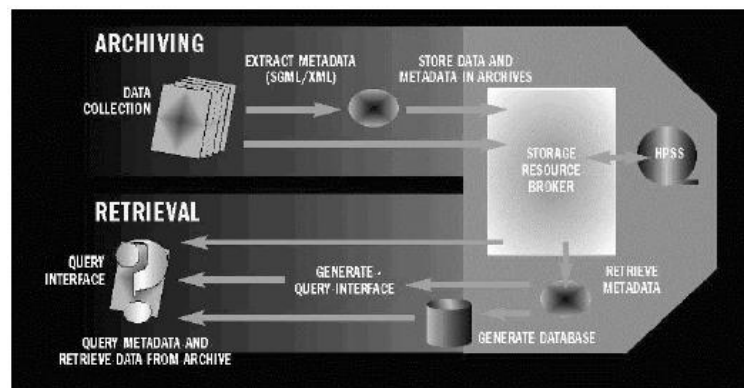 ARCHIVING
EXTRACT METADATA
(SGML/XML)
STORE DATA AND
METADATA IN ARCHIVES
DATA
COLLECTION
STORAGE
RESOURCE
BROKER
HPSS
RETRIEVAL
QUERY
INTERFACE
GENERATE -
QUERY-INTERFACE
RETRIEVE
METADATA
GENERATE DATABASE
QUERY METADATA AND
RETRIEVE DATA FROM ARCHIVE